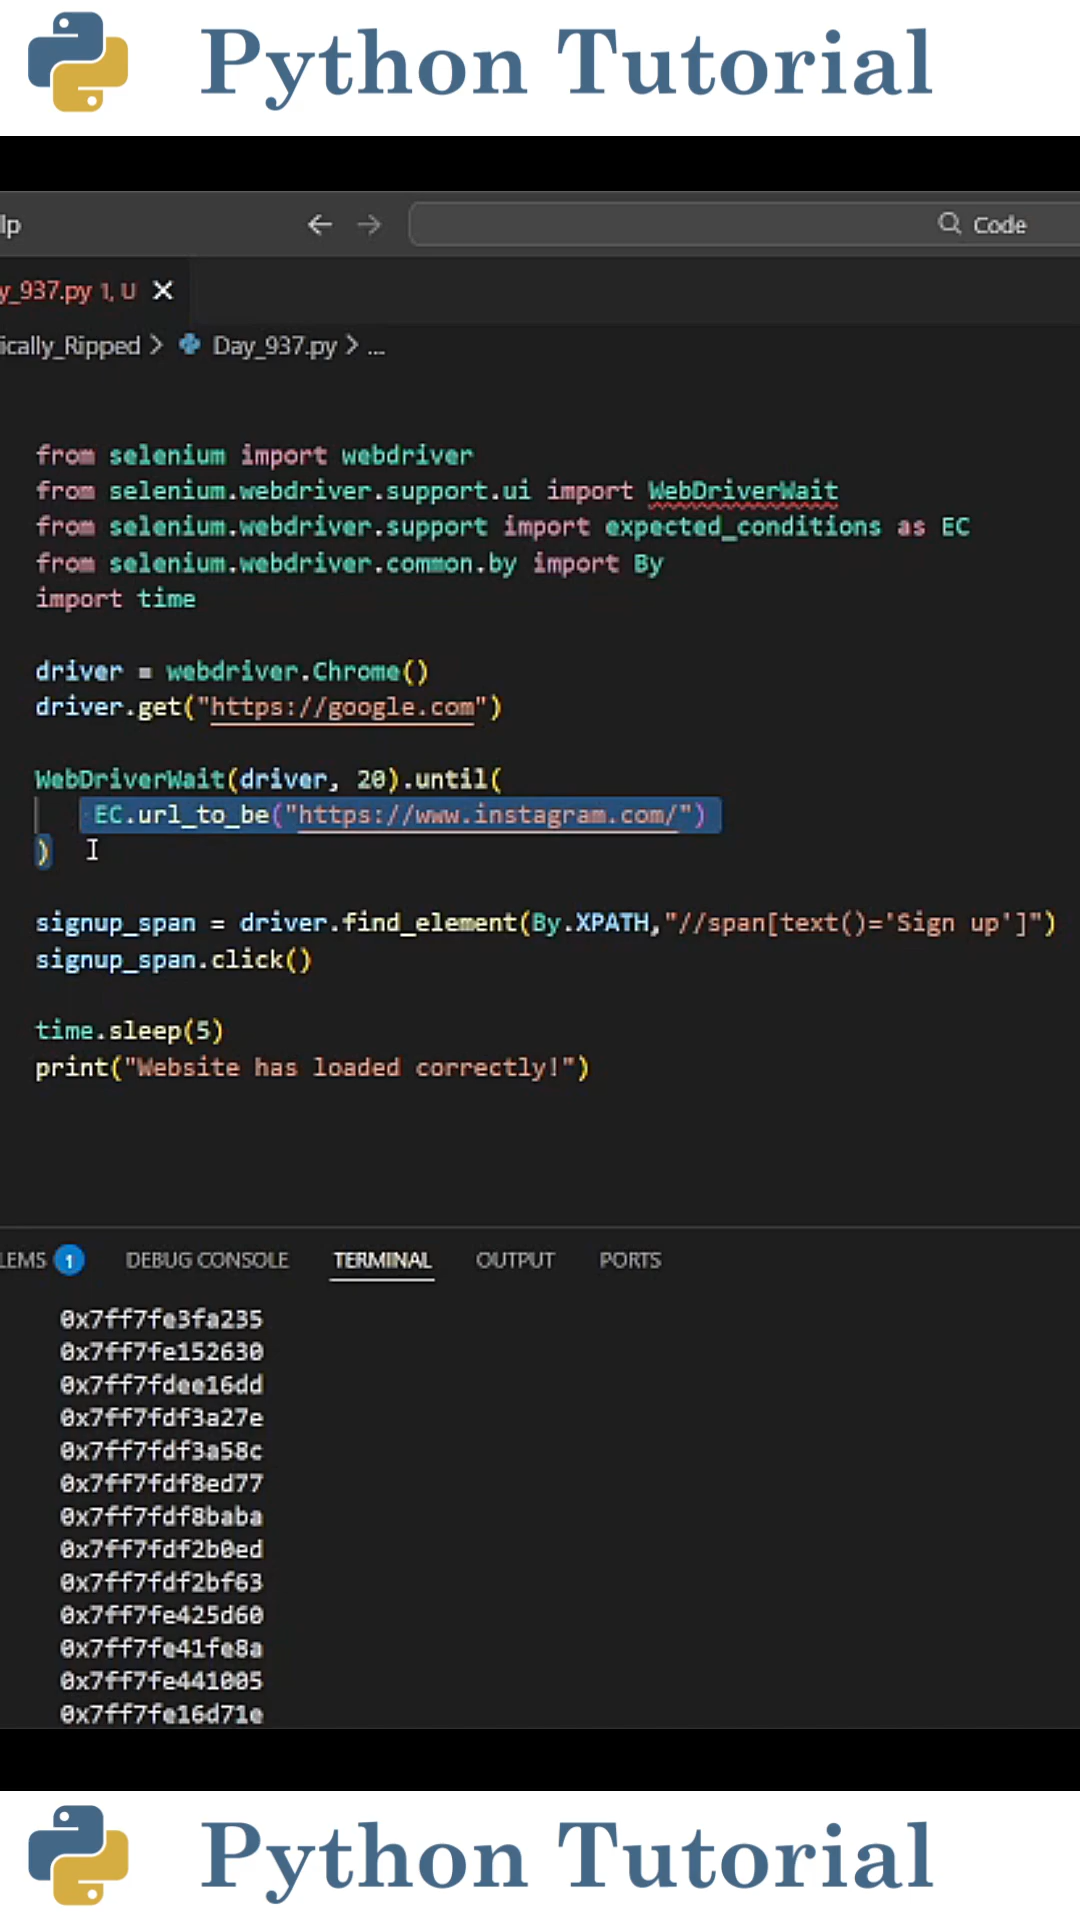 Python Tutorial
lp
Code
y_937.py 1, U
ically_Ripped > Day_937.py > ...
from selenium import webdriver
from selenium.webdriver.support.ui import WebDriverWait
from selenium.webdriver.support import expected_conditions as EC
from selenium.webdriver.common.by import By
import time
driver = webdriver.Chrome()
driver.get("https://google.com")
WebDriverWait(driver, 20).until(
EC.url_to_be("https://www.instagram.com/")
)
signup_span = driver.find_element(By.XPATH,"//span[text()='Sign up']")
signup_span.click()
time.sleep(5)
print("Website has loaded correctly!")
LEMS 1 DEBUG CONSOLE TERMINAL OUTPUT PORTS
0x7ff7fe3fa235
0x7ff7fe152630
0x7ff7fdee16dd
0x7ff7fdf3a27e
0x7ff7fdf3a58c
0x7ff7fdf8ed77
0x7ff7fdf8baba
0x7ff7fdf2b0ed
0x7ff7fdf2bf63
0x7ff7fe425d60
0x7ff7fe41fe8a
0x7ff7fe441005
0x7ff7fe16d71e
Python Tutorial